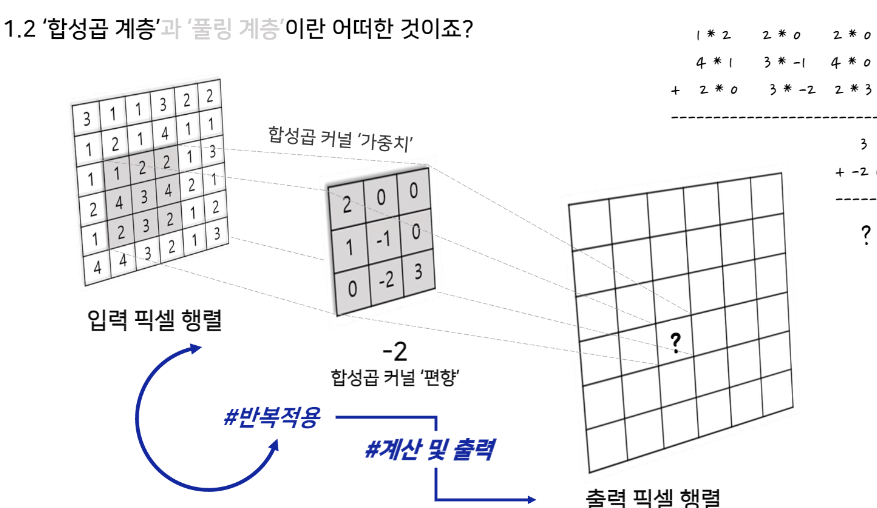 1.2 ‘합성곱 계층’과 ‘풀링 계층’이란 어떠한 것이죠?
1 * 2 2 * 0 2 * 0
4 * 1 3 * -1 4 * 0
+ 2 * 0 3 * -2 2 * 3
3
+ -2
?
합성곱 커널 ‘가중치’
3 1 1 3 2 2
1 2 1 4 1 1
1 1 2 2 1 3
2 4 3 4 2 1
1 2 3 2 1 2
4 4 3 2 1 3
입력 픽셀 행렬
2 0 0
1 -1 0
0 -2 3
-2
합성곱 커널 ‘편향’
?
#반복적용
#계산 및 출력
출력 픽셀 행렬